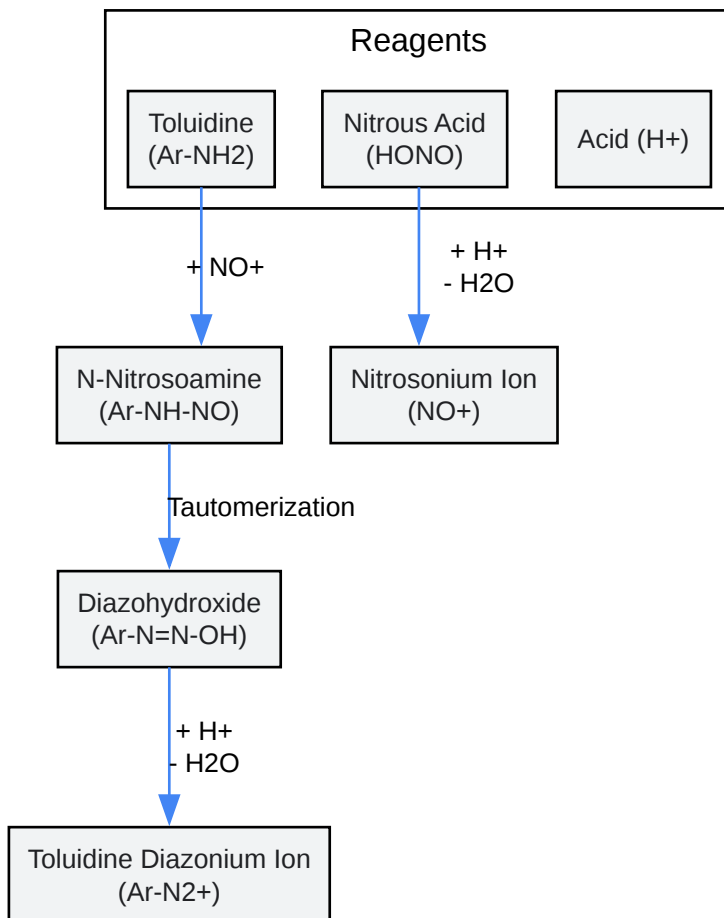 Reagents
Toluidine
(Ar-NH2)
Nitrous Acid
(HONO)
Acid (H+)
+ NO+
+ H+
- H2O
N-Nitrosoamine
(Ar-NH-NO)
Nitrosonium Ion
(NO+)
Tautomerization
Diazohydroxide
(Ar-N=N-OH)
+ H+
- H2O
Toluidine Diazonium Ion
(Ar-N2+)